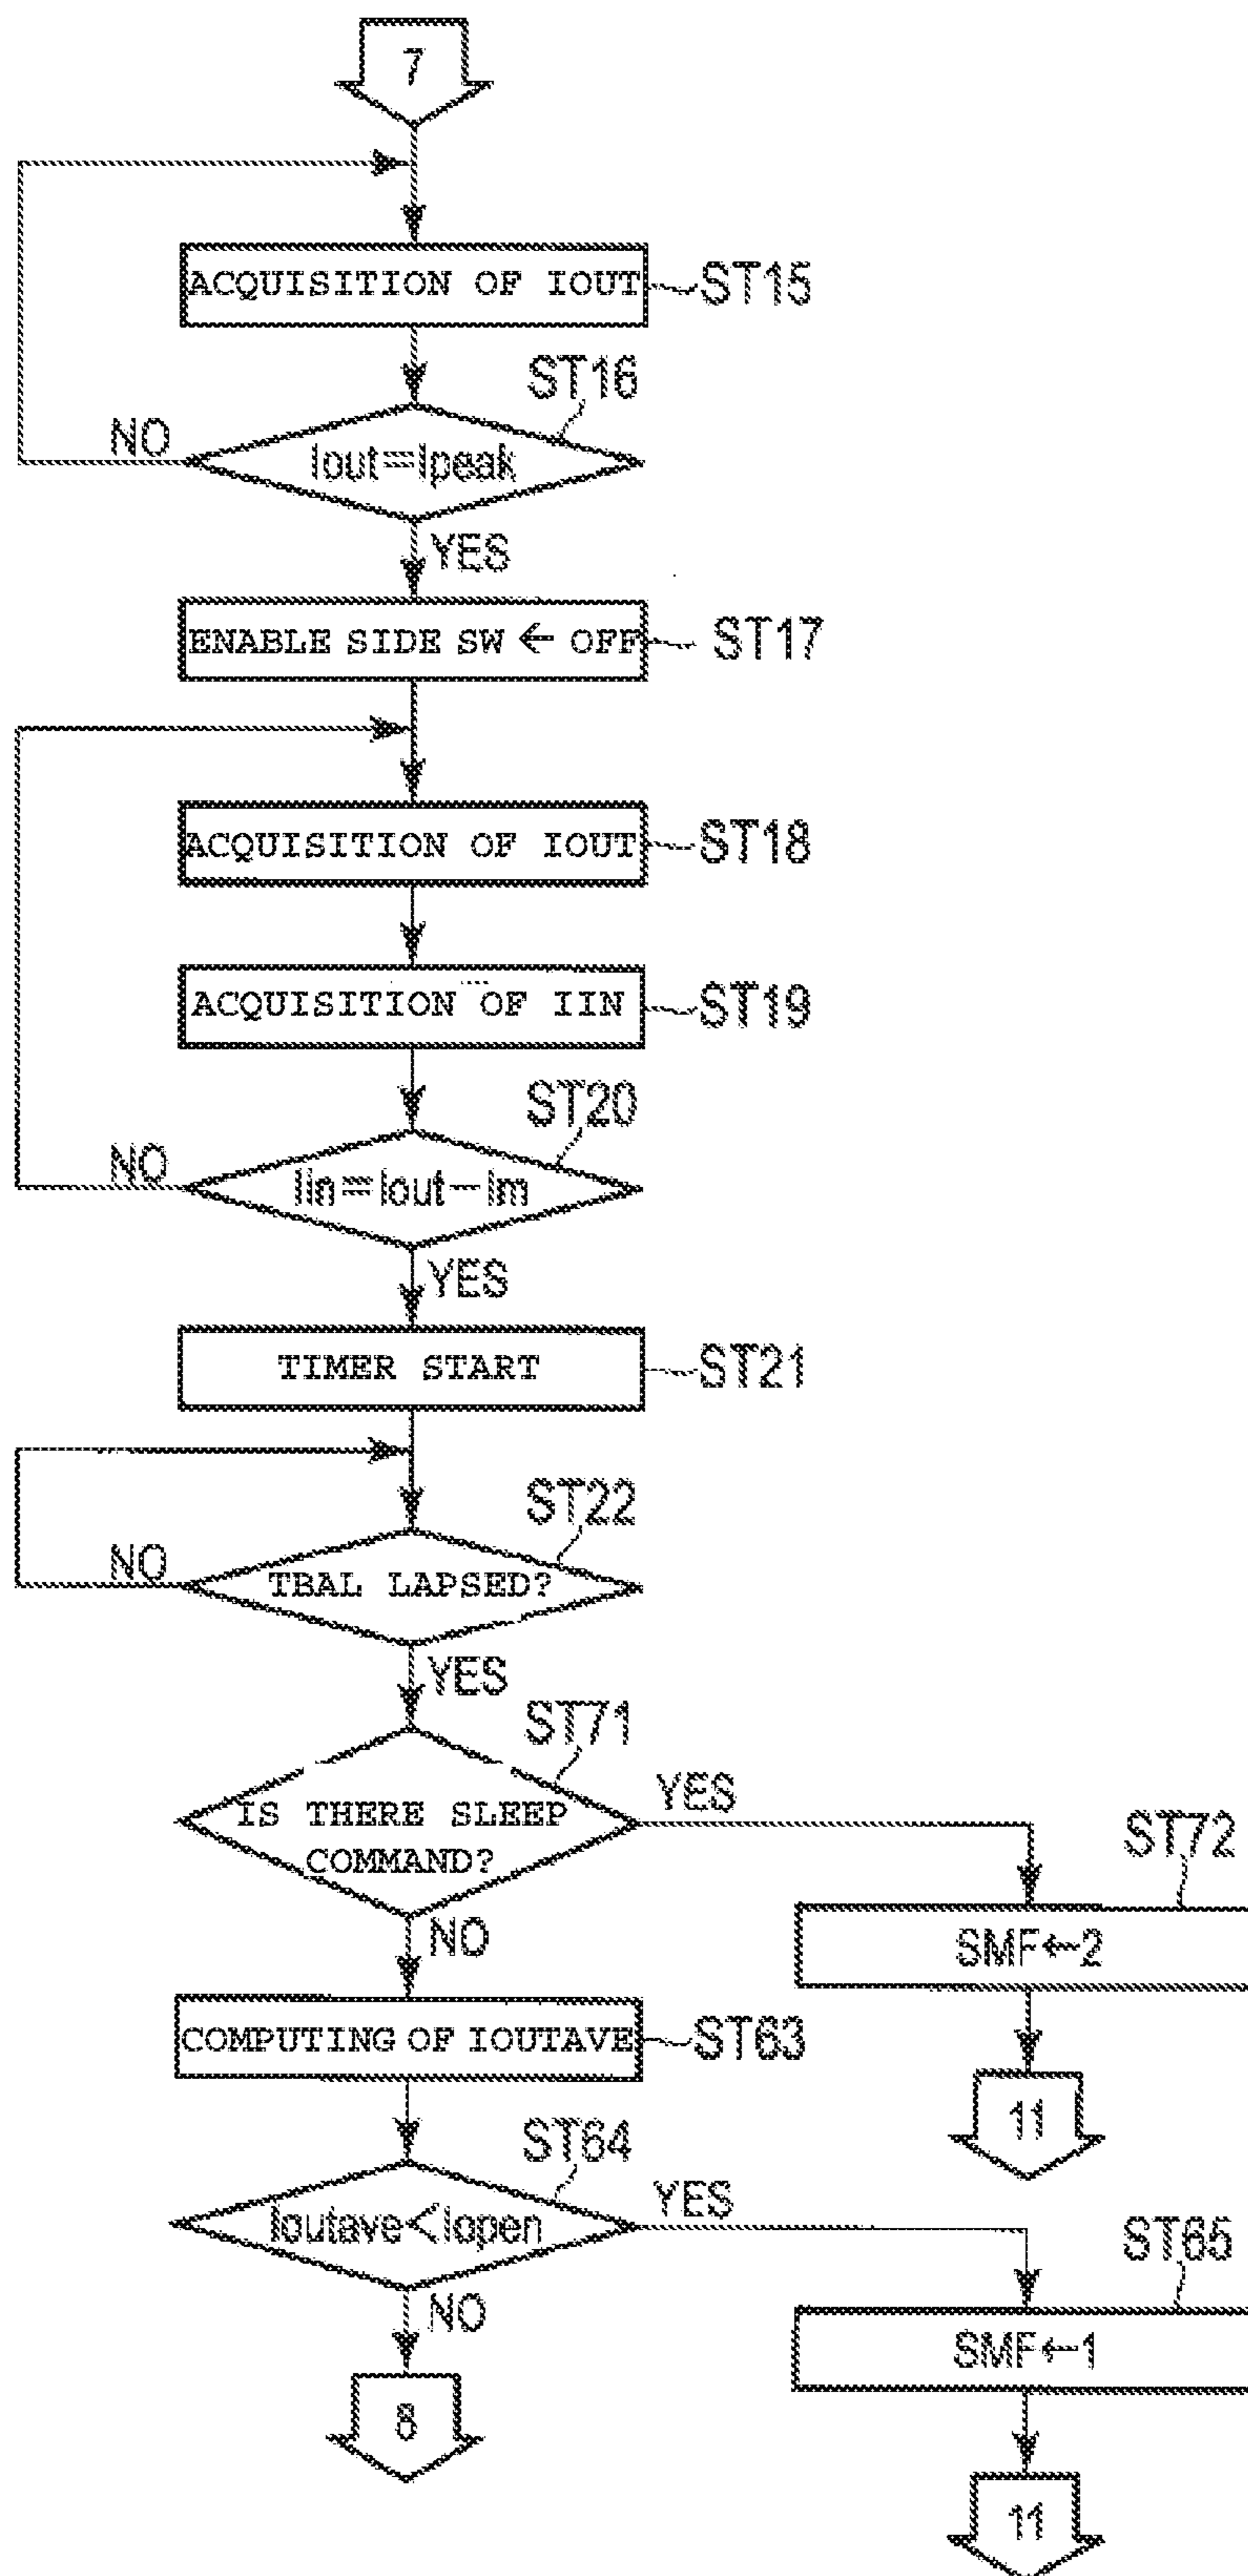 7
ACQUISITION OF IOUT
ST15
ST16
NO
Iout=Ipeak
YES
ENABLE SIDE SW ← OFF
ST17
ACQUISITION OF IOUT
ST18
ACQUISITION OF IIN
ST19
ST20
NO
Iin=Iout-Im
YES
TIMER START
ST21
ST22
NO
TBAL LAPSED?
YES
ST71
IS THERE SLEEP
COMMAND?
YES
ST72
SMF←2
NO
11
COMPUTING OF IOUTAVE
ST63
ST64
Ioutave<Iopen
YES
ST65
SMF←1
NO
8
11